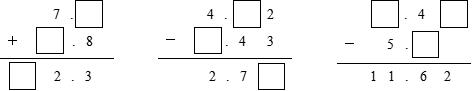 7 . □
+ □ . 8
□ 2 . 3
4 . □ 2
− □ . 4 3
2 . 7 □
□ . 4 □
− 5 . □
1 1 . 6 2